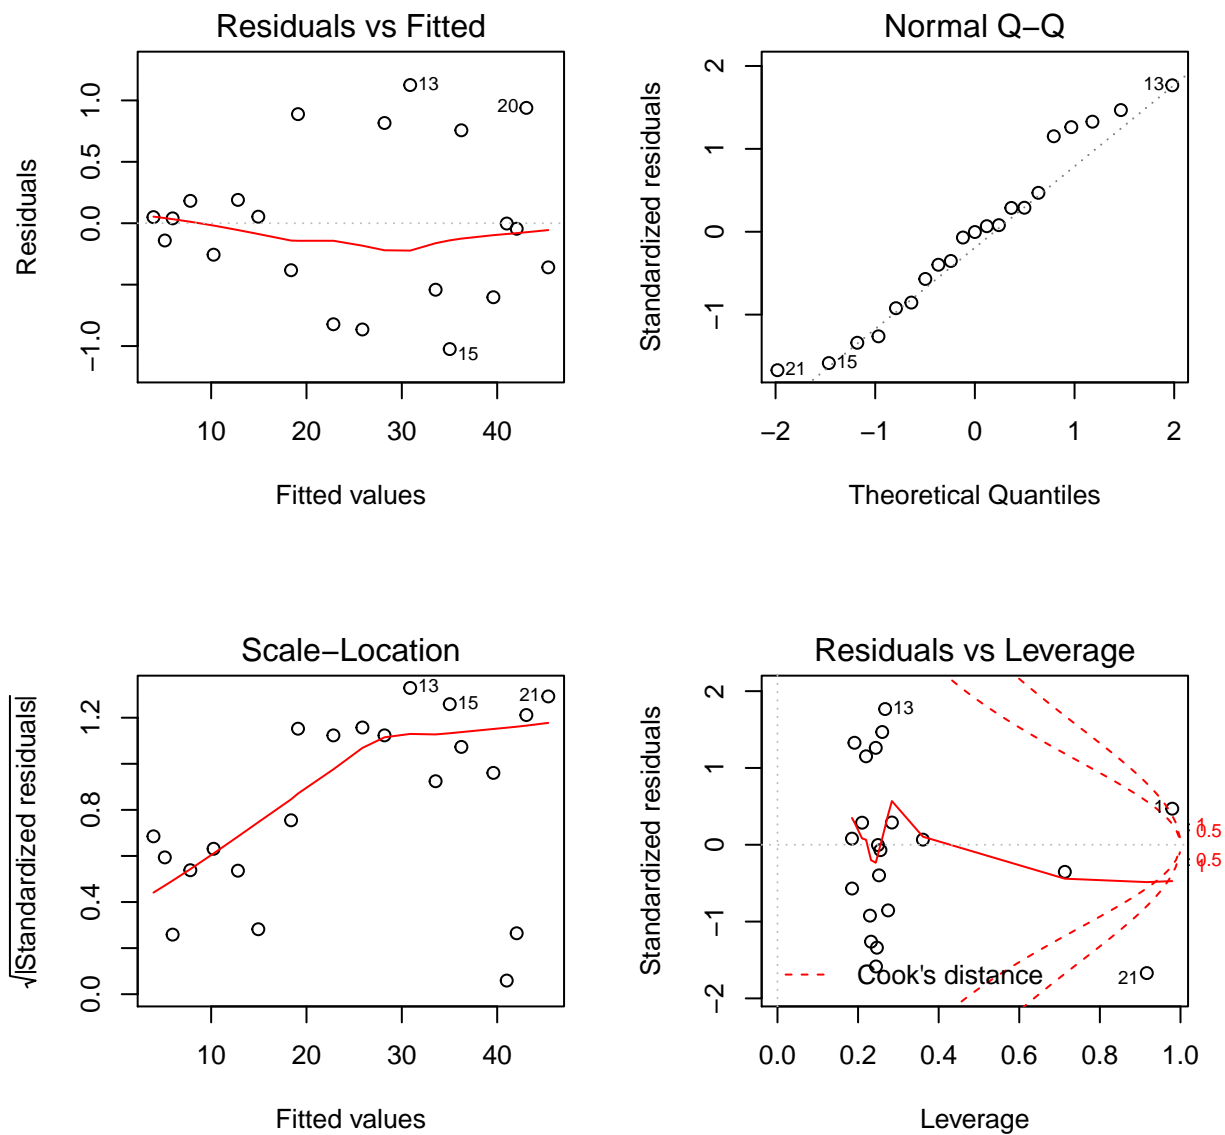 Residuals vs Fitted
Residuals
1.0
0.5
0.0
−1.0
13
20
15
10 20 30 40
Fitted values
Normal Q−Q
Standardized residuals
2
1
0
−1
13
21
15
−2 −1 0 1 2
Theoretical Quantiles
Scale−Location
√|Standardized residuals|
1.2
0.8
0.4
0.0
13
15
21
10 20 30 40
Fitted values
Residuals vs Leverage
Standardized residuals
2
1
0
−1
−2
13
1
21
1
0.5
0.5
1
Cook's distance
0.0 0.2 0.4 0.6 0.8 1.0
Leverage